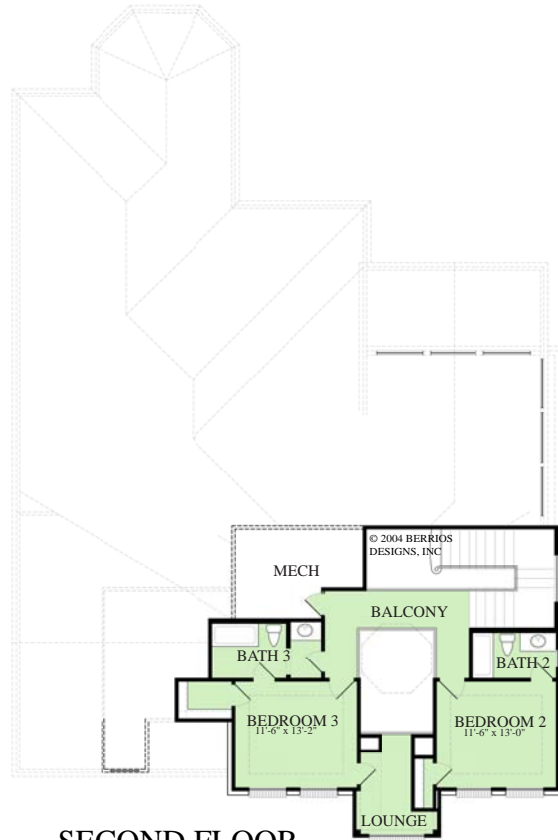 © 2004 BERRIOS
DESIGNS, INC
MECH
BALCONY
BATH 3
BATH 2
BEDROOM 3
11'-6" x 13'-2"
BEDROOM 2
11'-6" x 13'-0"
LOUNGE
SECOND FLOOR